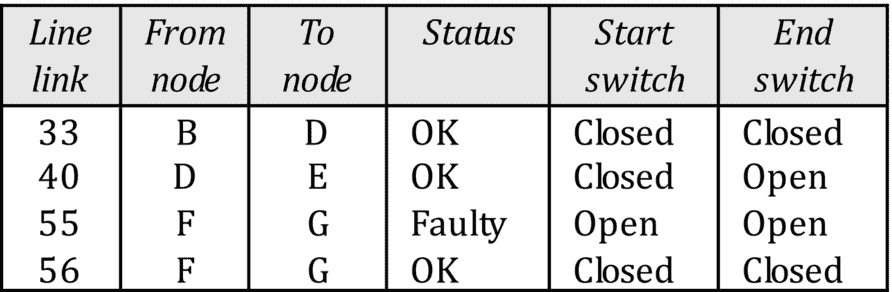 Line link From node To node Status Start switch End switch
33 B D OK Closed Closed
40 D E OK Closed Open
55 F G Faulty Open Open
56 F G OK Closed Closed